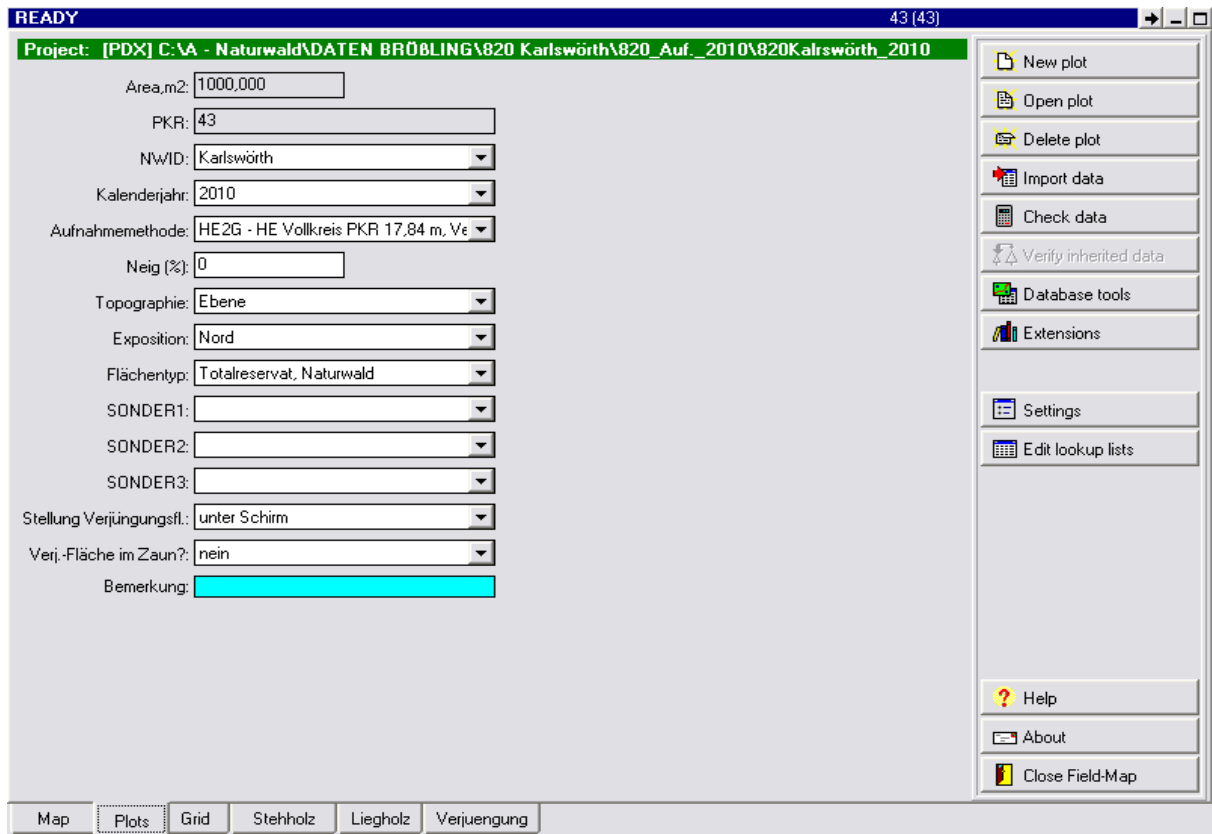 READY 43 (43)
Project: [PDX] C:\A - Naturwald\DATEN BRÖßLING\820 Karlswörth\820_Auf._2010\820Kalrswörth_2010
Area,m2: 1000,000
PKR: 43
NWID: Karlswörth
Kalenderjahr: 2010
Aufnahmemethode: HE2G - HE Vollkreis PKR 17,84 m, Ve
Neig (%): 0
Topographie: Ebene
Exposition: Nord
Flächentyp: Totalreservat, Naturwald
SONDER1:
SONDER2:
SONDER3:
Stellung Verjüngungsfl.: unter Schirm
Verj.-Fläche im Zaun?: nein
Bemerkung:
New plot
Open plot
Delete plot
Import data
Check data
Verify inherited data
Database tools
Extensions
Settings
Edit lookup lists
Help
About
Close Field-Map
Map Plots Grid Stehholz Liegholz Verjuengung